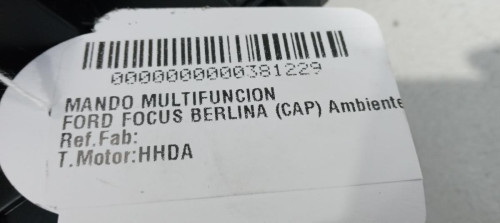 0000000000381229
MANDO MULTIFUNCION
FORD FOCUS BERLINA (CAP) Ambiente
Ref.Fab:
T.Motor:HHDA